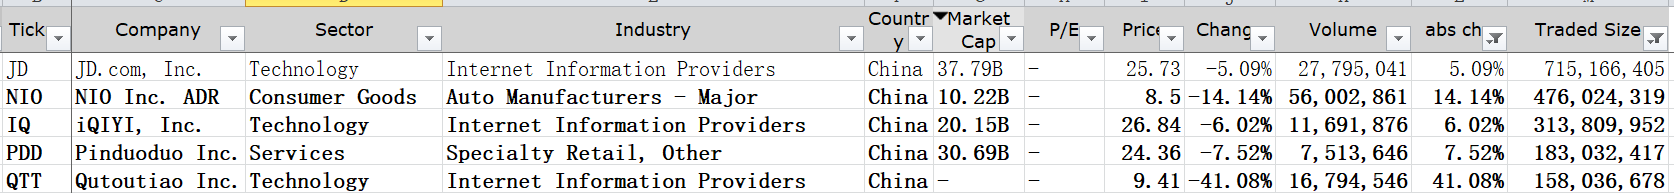 Tick Company Sector Industry Country Market Cap P/E Price Chang Volume abs ch Traded Size
JD JD.com, Inc. Technology Internet Information Providers China 37.79B - 25.73 -5.09% 27,795,041 5.09% 715,166,405
NIO NIO Inc. ADR Consumer Goods Auto Manufacturers - Major China 10.22B - 8.5 -14.14% 56,002,861 14.14% 476,024,319
IQ iQIYI, Inc. Technology Internet Information Providers China 20.15B - 26.84 -6.02% 11,691,876 6.02% 313,809,952
PDD Pinduoduo Inc. Services Specialty Retail, Other China 30.69B - 24.36 -7.52% 7,513,646 7.52% 183,032,417
QTT Qutoutiao Inc. Technology Internet Information Providers China - - 9.41 -41.08% 16,794,546 41.08% 158,036,678